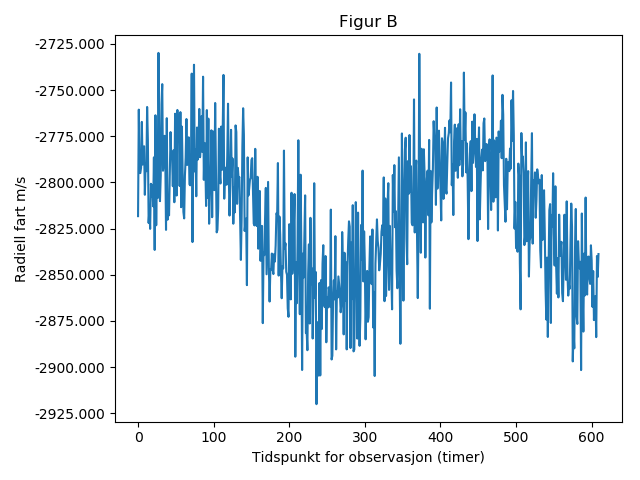 Figur B
Radiell fart m/s
-2725.000
-2750.000
-2775.000
-2800.000
-2825.000
-2850.000
-2875.000
-2900.000
-2925.000
0 100 200 300 400 500 600
Tidspunkt for observasjon (timer)